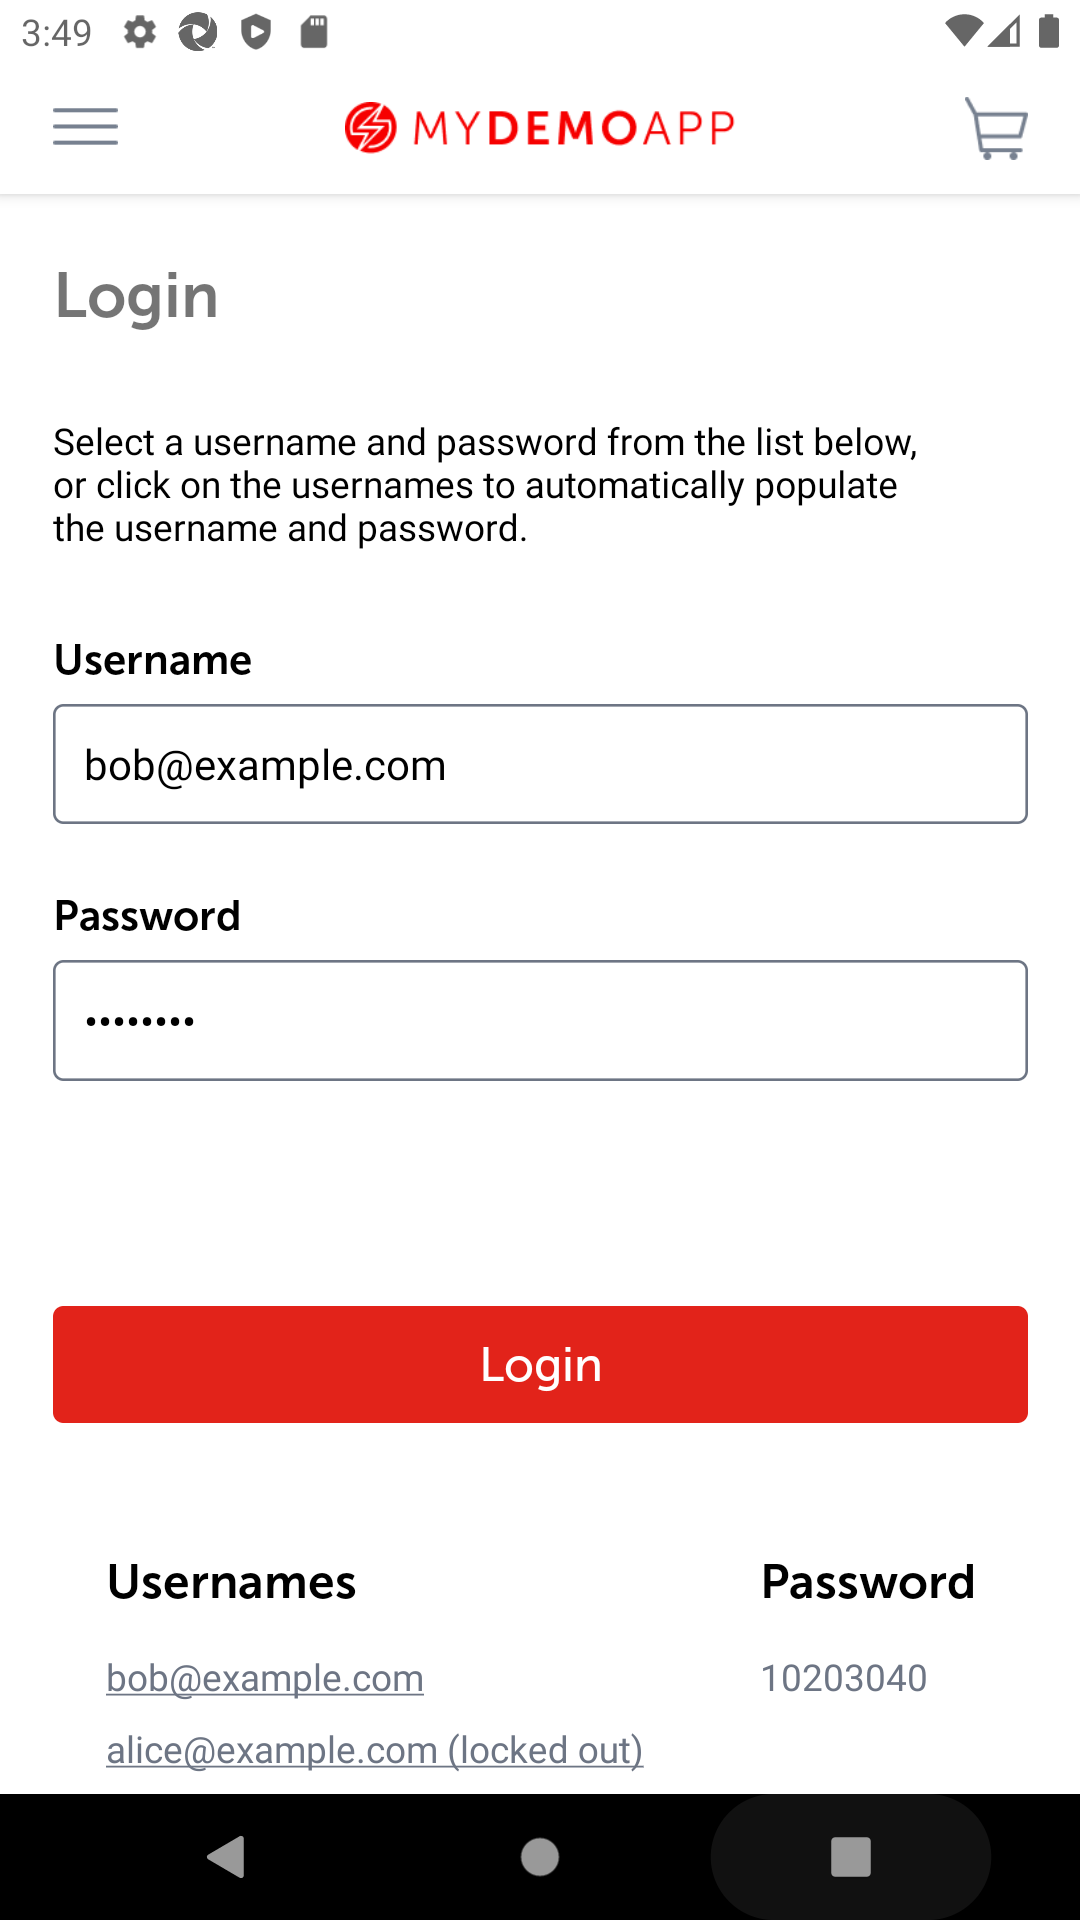 3:49
MYDEMOAPP
Login
Select a username and password from the list below,
or click on the usernames to automatically populate
the username and password.
Username
bob@example.com
Password
••••••••
Login
Usernames Password
bob@example.com 10203040
alice@example.com (locked out)